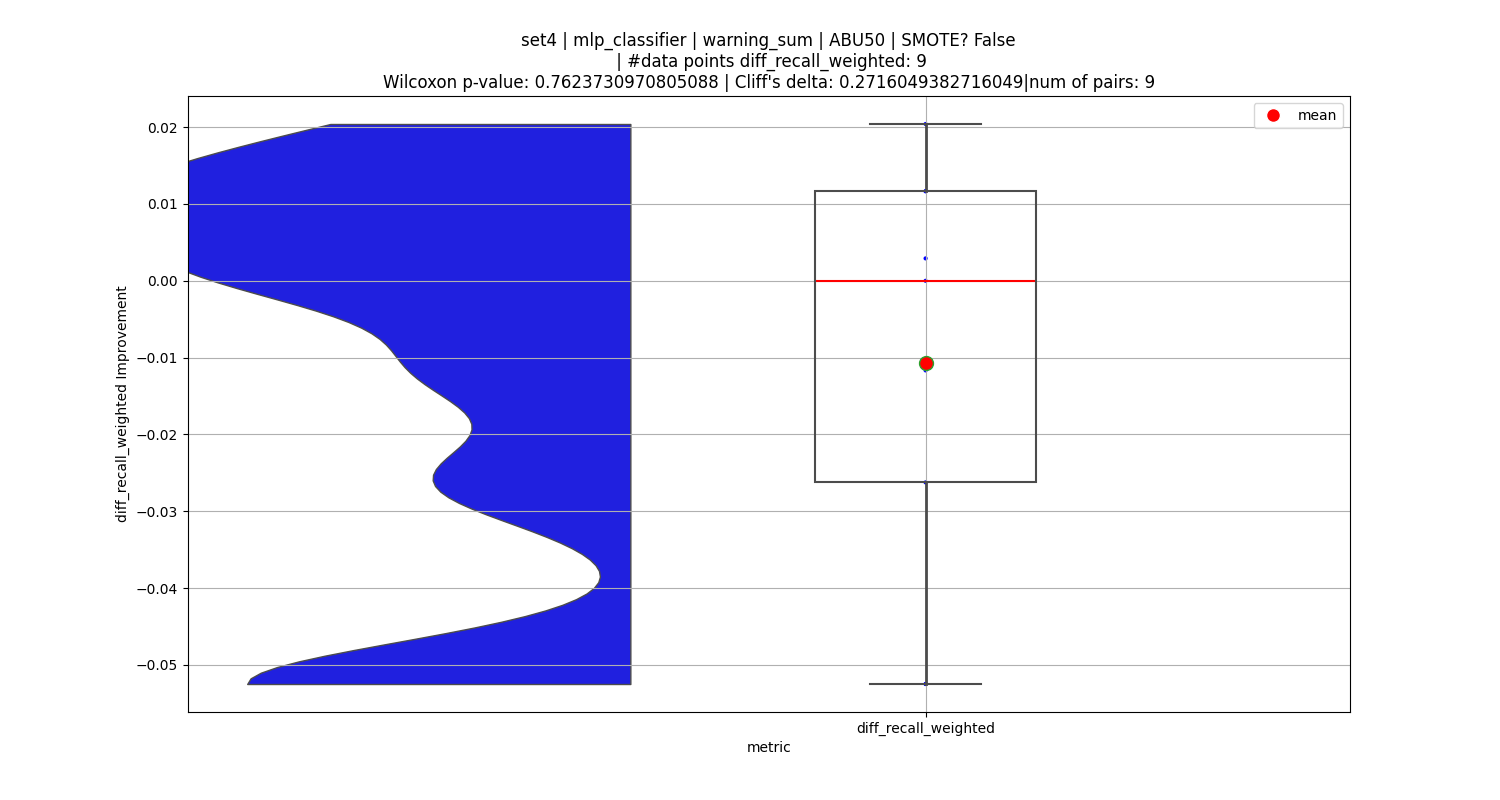 set4 | mlp_classifier | warning_sum | ABU50 | SMOTE? False
| #data points diff_recall_weighted: 9
Wilcoxon p-value: 0.7623730970805088 | Cliff's delta: 0.2716049382716049|num of pairs: 9
mean
0.02
0.01
0.00
−0.01
−0.02
−0.03
−0.04
−0.05
diff_recall_weighted Improvement
diff_recall_weighted
metric